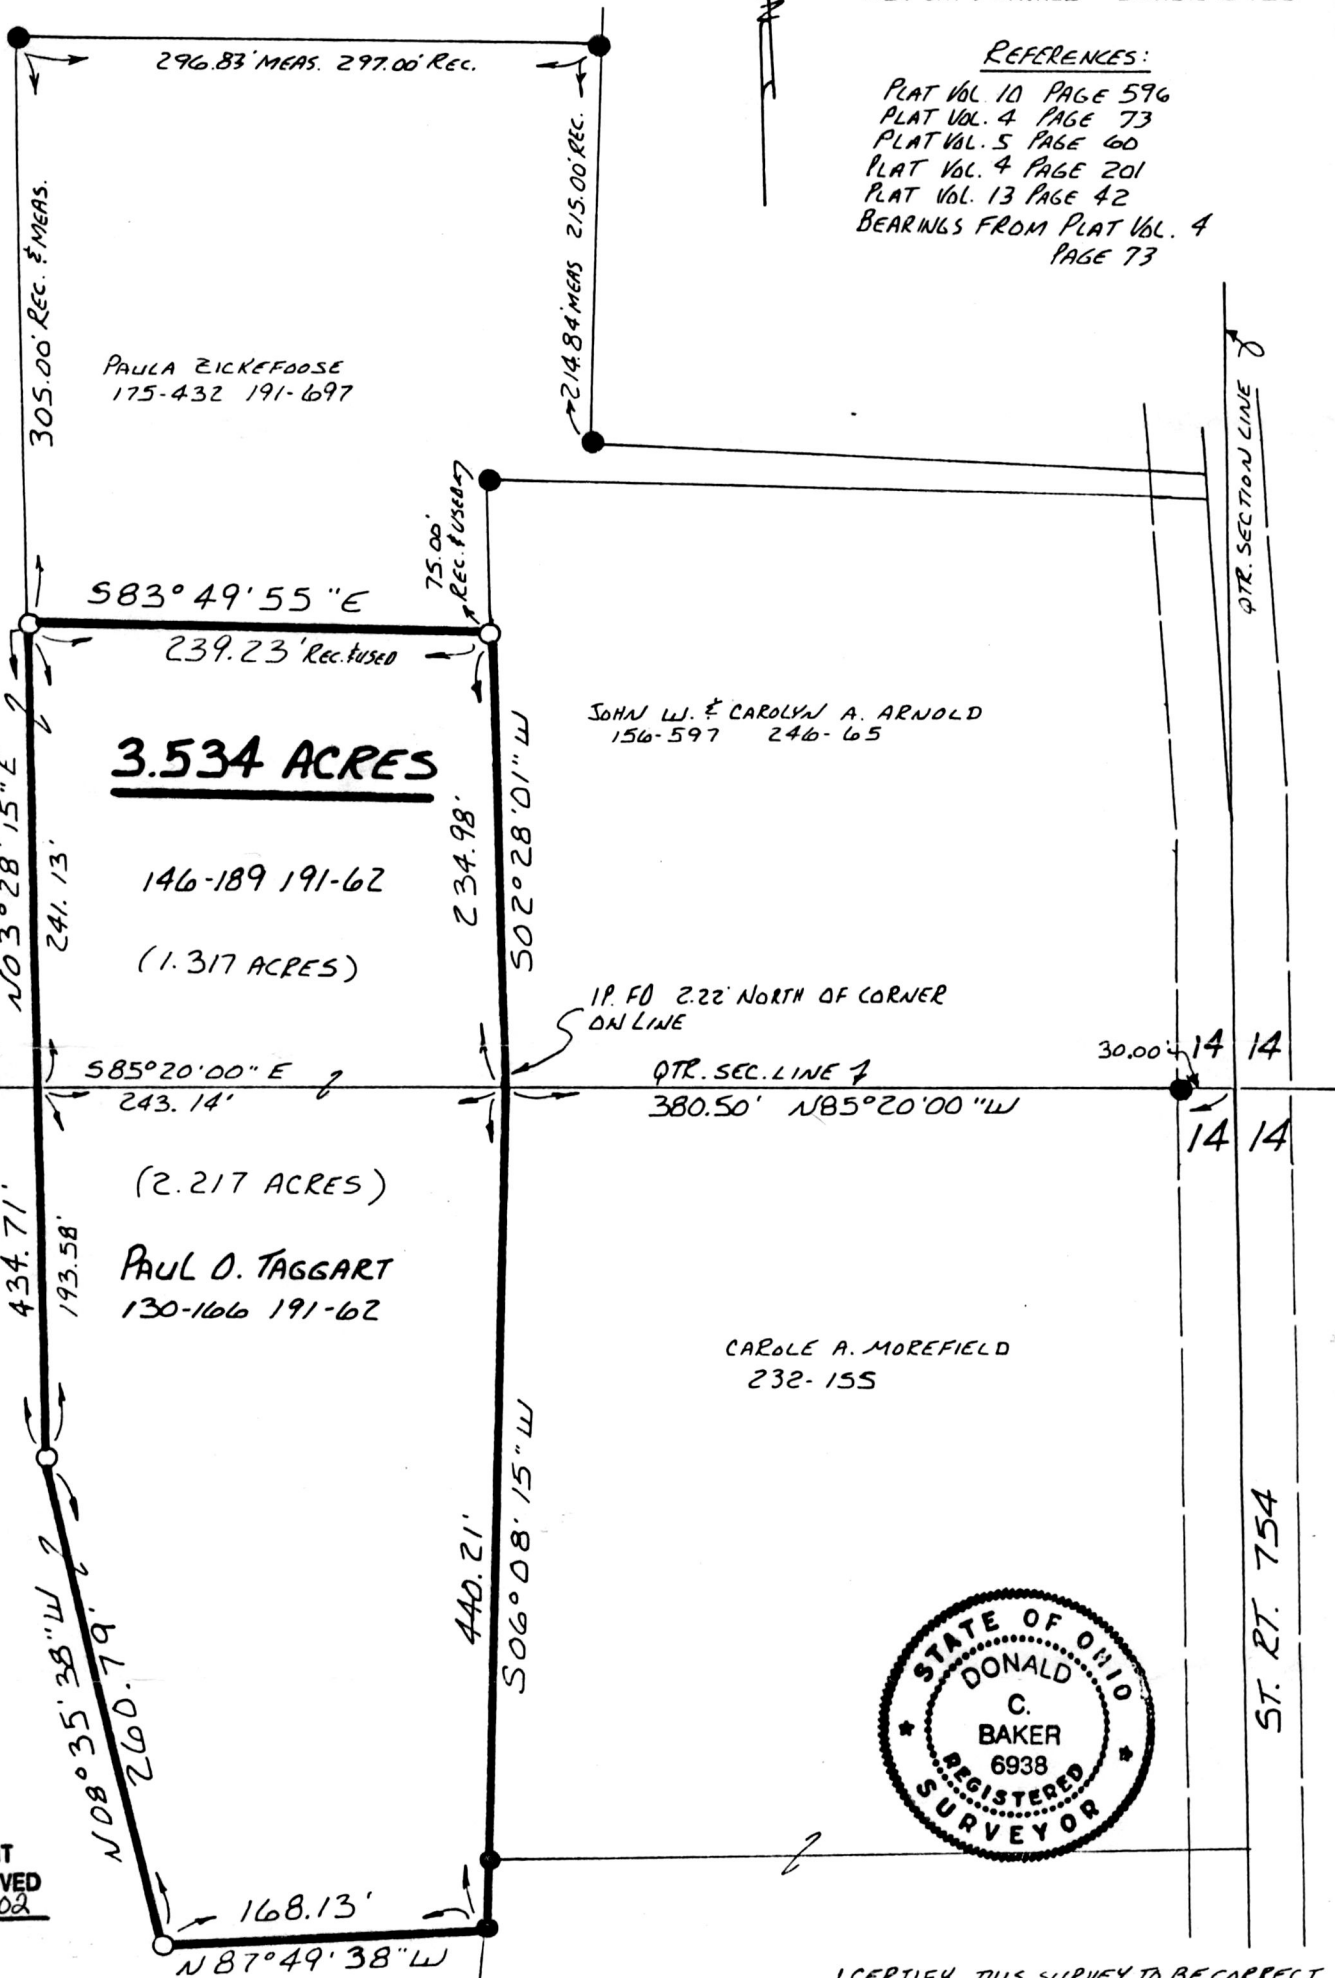 296.83' MEAS. 297.00' REC.
REFERENCES:
PLAT VOL. 10 PAGE 596
PLAT VOL. 4 PAGE 73
PLAT VOL. 5 PAGE 60
PLAT VOL. 4 PAGE 201
PLAT VOL. 13 PAGE 42
BEARINGS FROM PLAT VOL. 4
PAGE 73
305.00' REC. & MEAS.
214.84' MEAS 215.00' REC.
PAULA ZICKEFOOSE
175-432 191-697
QTR. SECTION LINE
75.00'
REC. & USED
S83°49'55"E
239.23' REC. & USED
JOHN W. & CAROLYN A. ARNOLD
156-597 246-65
3.534 ACRES
N03°28'15"E
241.13'
234.98'
S02°28'01"W
146-189 191-62
(1.317 ACRES)
I.P. FD 2.22' NORTH OF CORNER
ON LINE
S85°20'00"E
243.14'
QTR. SEC. LINE
380.50' N85°20'00"W
30.00'
14 14
14 14
(2.217 ACRES)
434.71'
193.58'
PAUL O. TAGGART
130-166 191-62
CAROLE A. MOREFIELD
232-155
440.21'
S06°08'15"W
N08°35'38"W
260.79'
ST. RT. 754
STATE OF OHIO
DONALD
C.
BAKER
6938
REGISTERED
SURVEYOR
168.13'
N87°49'38"W
I CERTIFY THIS SURVEY TO BE CORRECT